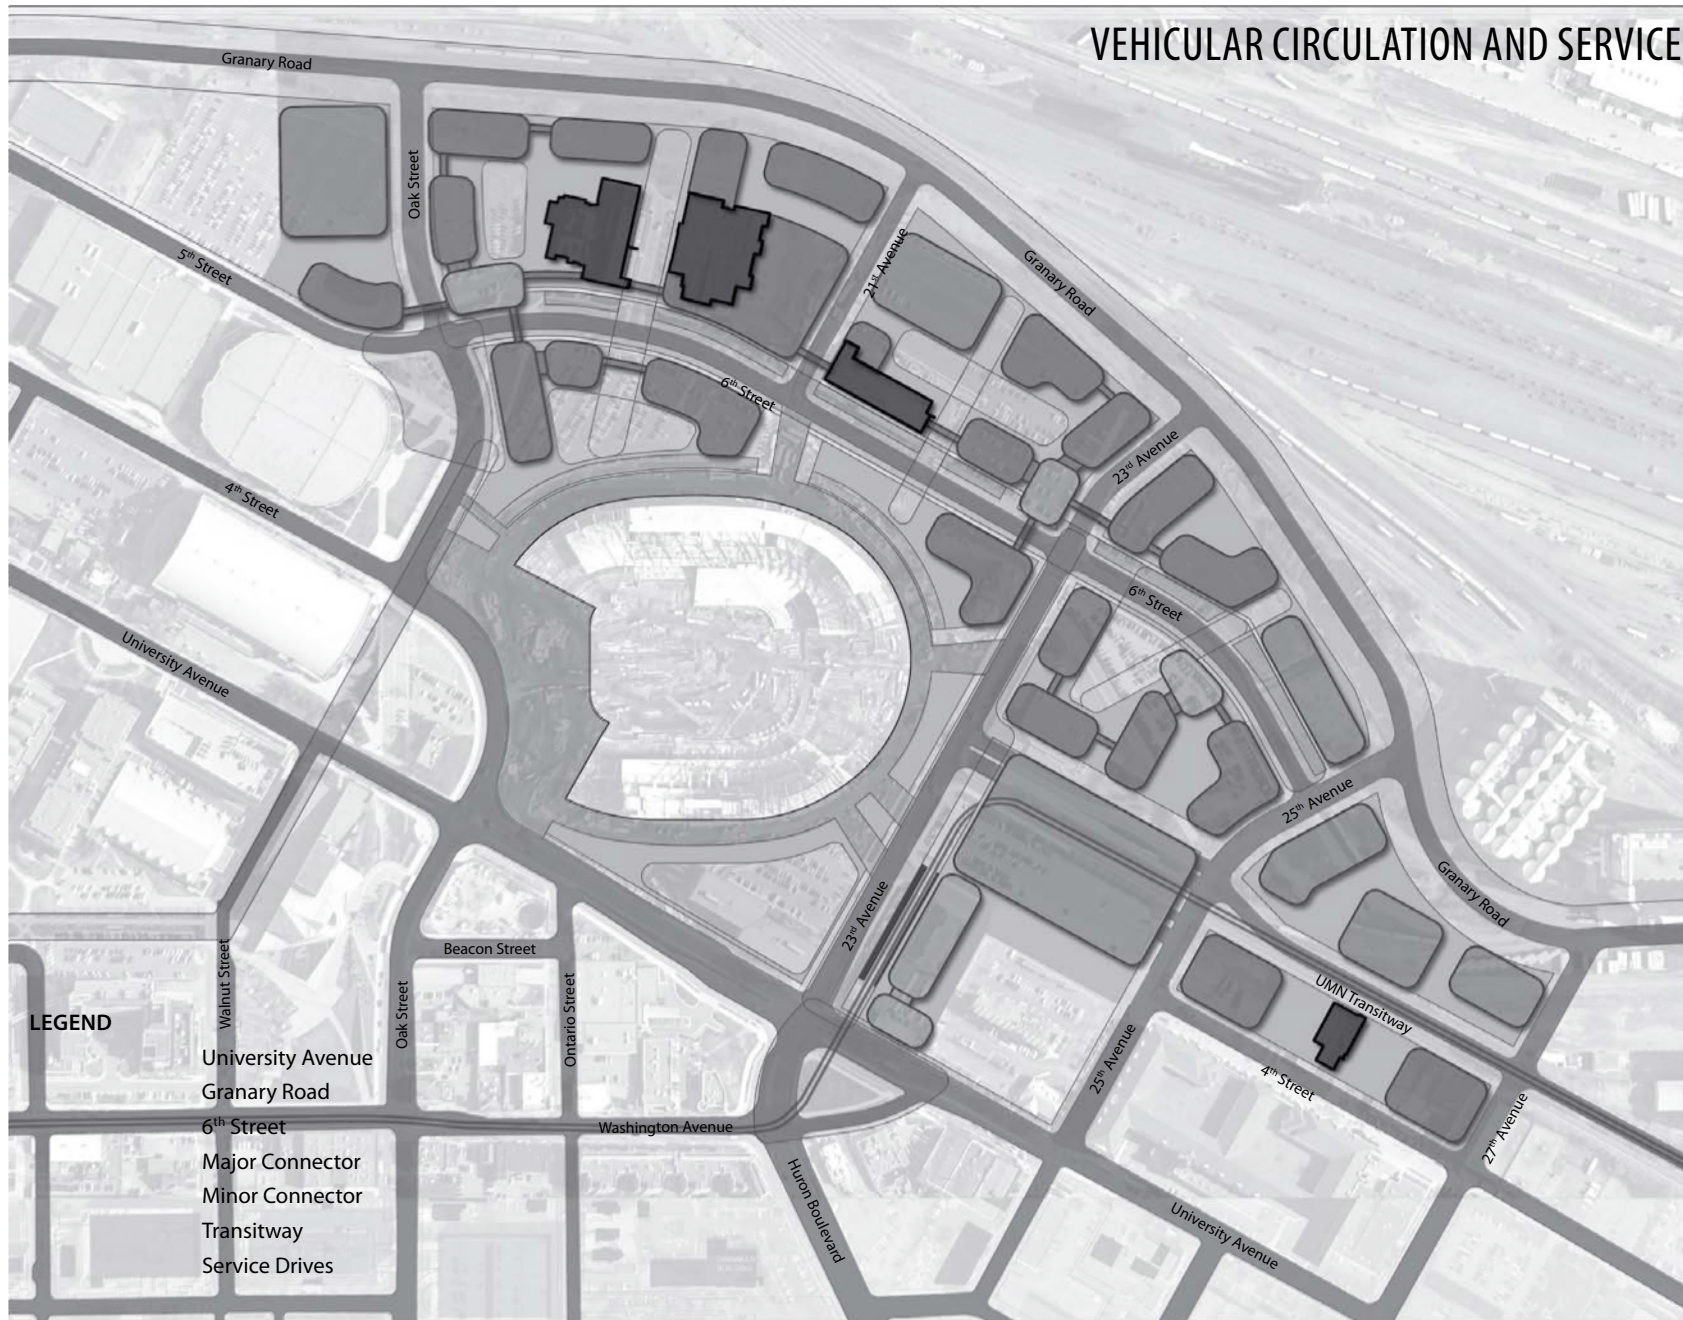 VEHICULAR CIRCULATION AND SERVICE
Granary Road
Oak Street
5th Street
21st Avenue
Granary Road
6th Street
23rd Avenue
4th Street
6th Street
University Avenue
25th Avenue
Granary Road
23rd Avenue
Beacon Street
Walnut Street
Oak Street
Ontario Street
UMN Transitway
25th Avenue
4th Street
27th Avenue
Washington Avenue
Huron Boulevard
University Avenue
LEGEND
University Avenue
Granary Road
6th Street
Major Connector
Minor Connector
Transitway
Service Drives